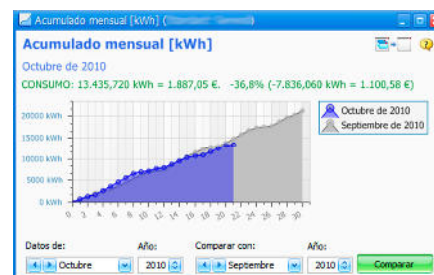 Acumulado mensual [kWh]
Acumulado mensual [kWh]
Octubre de 2010
CONSUMO: 13.435,720 kWh = 1.887,05 €. -36,8% (-7.836,060 kWh = 1.100,58 €)
20000 kWh
15000 kWh
10000 kWh
5000 kWh
0 kWh
0 2 4 6 8 10 12 14 16 18 20 22 24 26 28 30
Octubre de 2010
Septiembre de 2010
Datos de: Año: Comparar con: Año:
Octubre 2010 Septiembre 2010 Comparar